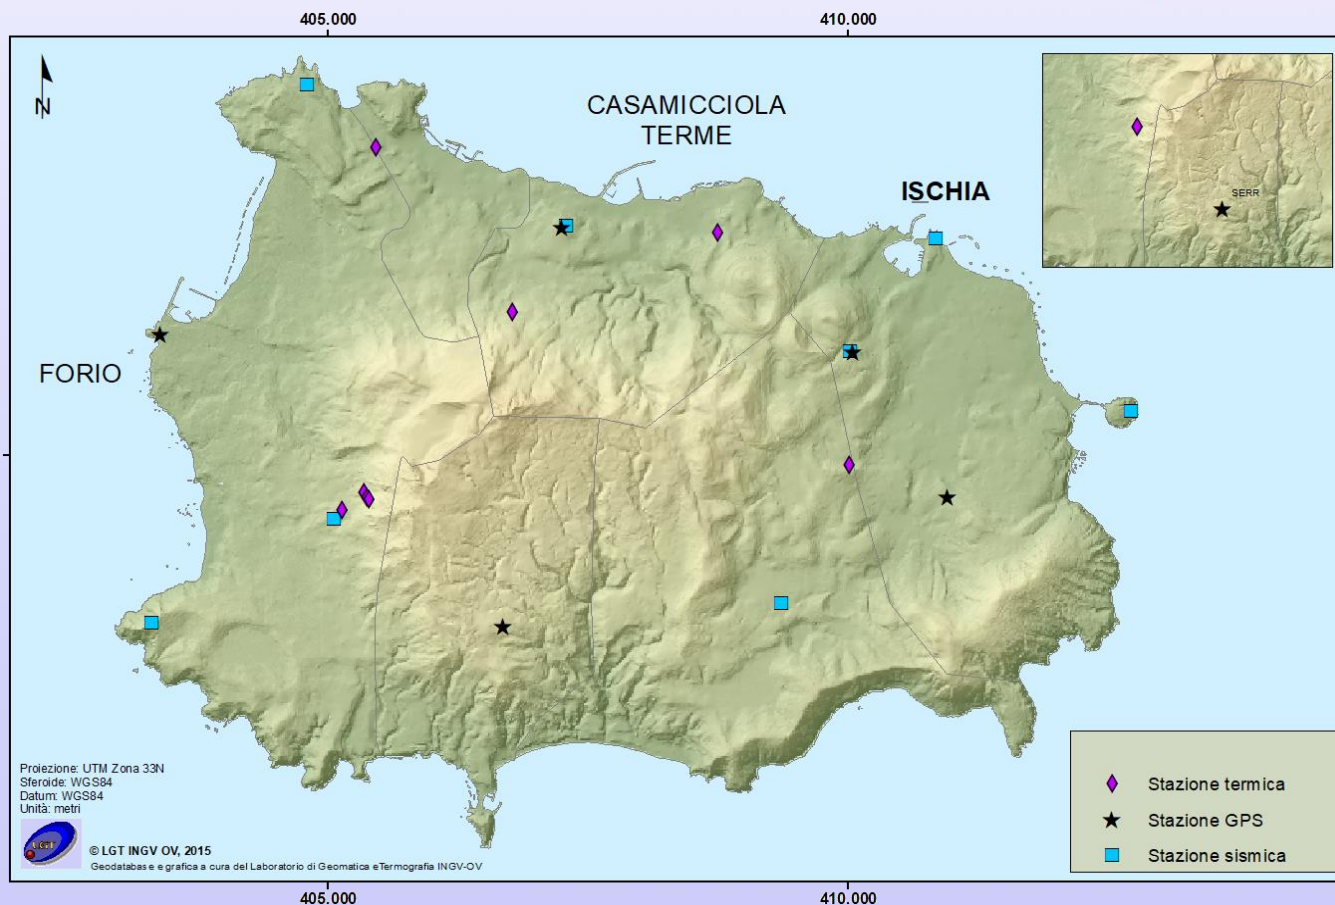 405.000
410.000
N
CASAMICCIOLA
TERME
ISCHIA
SERR
FORIO
Proiezione: UTM Zona 33N
Sferoide: WGS84
Datum: WGS84
Unità: metri
LGT
© LGT INGV OV, 2015
Geodatabase e grafica a cura del Laboratorio di Geomatica e Termografia INGV-OV
Stazione termica
Stazione GPS
Stazione sismica
405.000
410.000